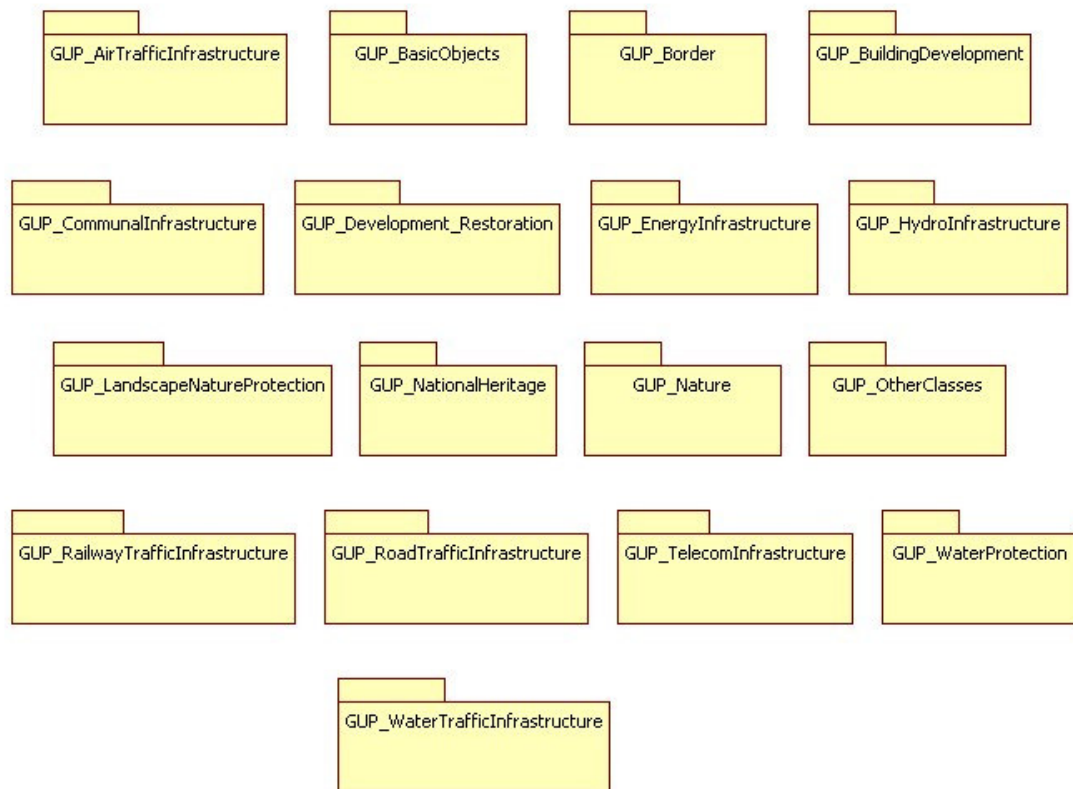 GUP_AirTrafficInfrastructure
GUP_BasicObjects
GUP_Border
GUP_BuildingDevelopment
GUP_CommunalInfrastructure
GUP_Development_Restoration
GUP_EnergyInfrastructure
GUP_HydroInfrastructure
GUP_LandscapeNatureProtection
GUP_NationalHeritage
GUP_Nature
GUP_OtherClasses
GUP_RailwayTrafficInfrastructure
GUP_RoadTrafficInfrastructure
GUP_TelecomInfrastructure
GUP_WaterProtection
GUP_WaterTrafficInfrastructure